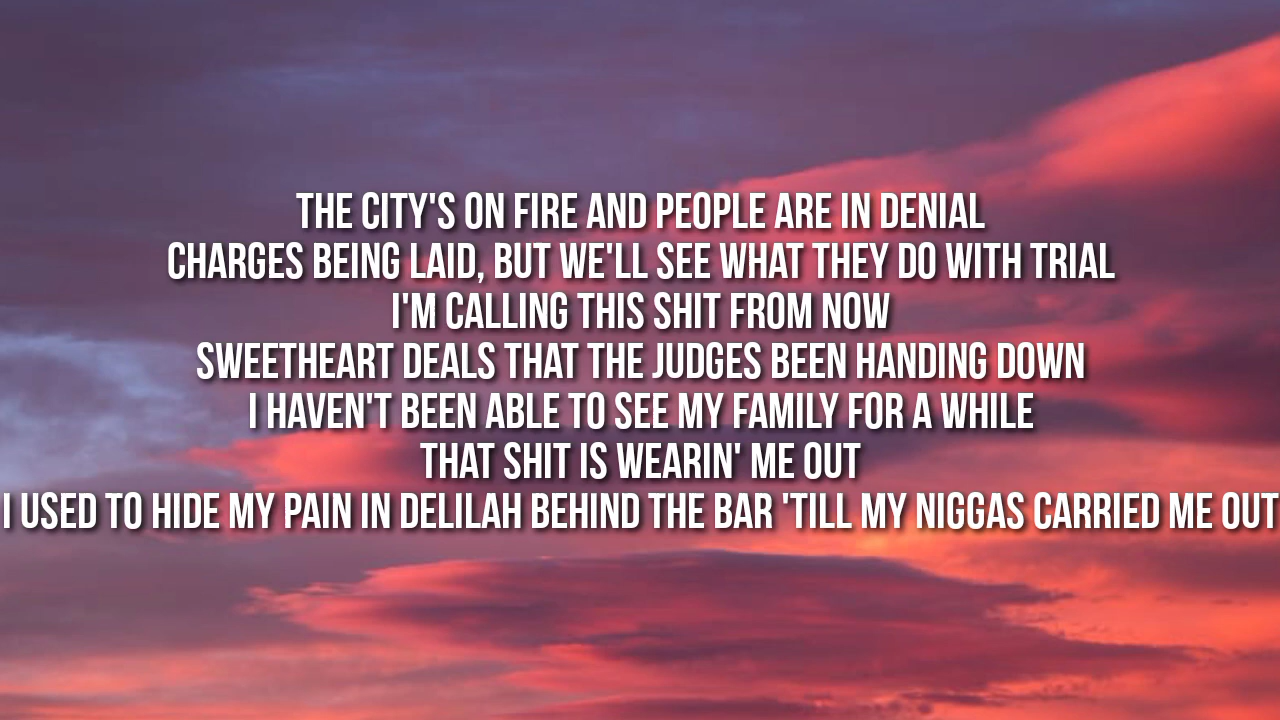 THE CITY'S ON FIRE AND PEOPLE ARE IN DENIAL
CHARGES BEING LAID, BUT WE'LL SEE WHAT THEY DO WITH TRIAL
I'M CALLING THIS SHIT FROM NOW
SWEETHEART DEALS THAT THE JUDGES BEEN HANDING DOWN
I HAVEN'T BEEN ABLE TO SEE MY FAMILY FOR A WHILE
THAT SHIT IS WEARIN' ME OUT
I USED TO HIDE MY PAIN IN DELILAH BEHIND THE BAR 'TILL MY NIGGAS CARRIED ME OUT